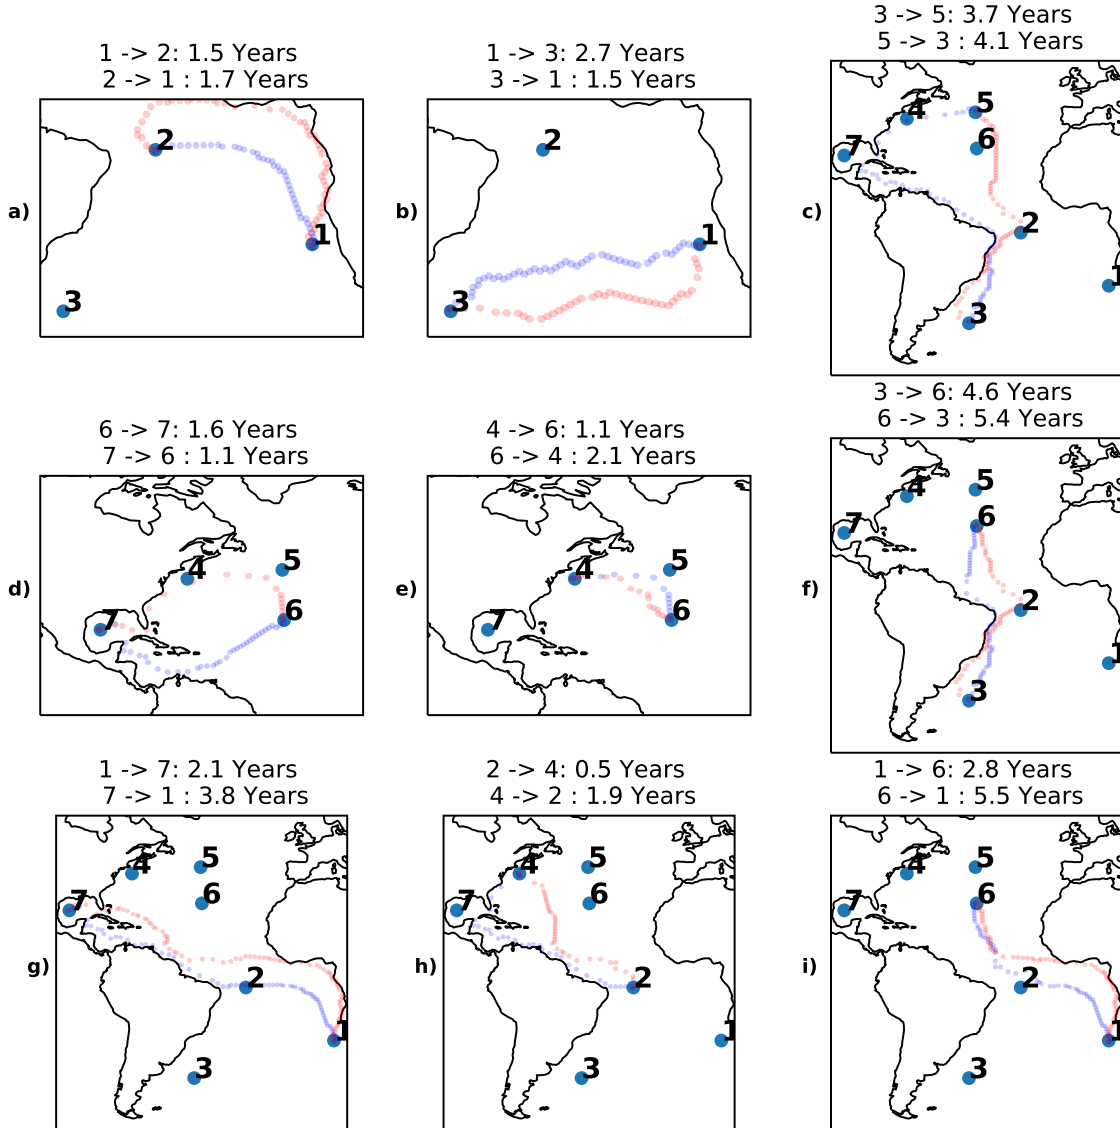 1 -> 2: 1.5 Years
2 -> 1 : 1.7 Years
a)
2
1
3
1 -> 3: 2.7 Years
3 -> 1 : 1.5 Years
b)
2
1
3
3 -> 5: 3.7 Years
5 -> 3 : 4.1 Years
c)
5
4
6
7
2
1
3
6 -> 7: 1.6 Years
7 -> 6 : 1.1 Years
d)
5
4
6
7
4 -> 6: 1.1 Years
6 -> 4 : 2.1 Years
e)
5
4
6
7
3 -> 6: 4.6 Years
6 -> 3 : 5.4 Years
f)
5
4
6
7
2
1
3
1 -> 7: 2.1 Years
7 -> 1 : 3.8 Years
g)
5
4
6
7
2
1
3
2 -> 4: 0.5 Years
4 -> 2 : 1.9 Years
h)
5
4
6
7
2
1
3
1 -> 6: 2.8 Years
6 -> 1 : 5.5 Years
i)
5
4
6
7
2
1
3